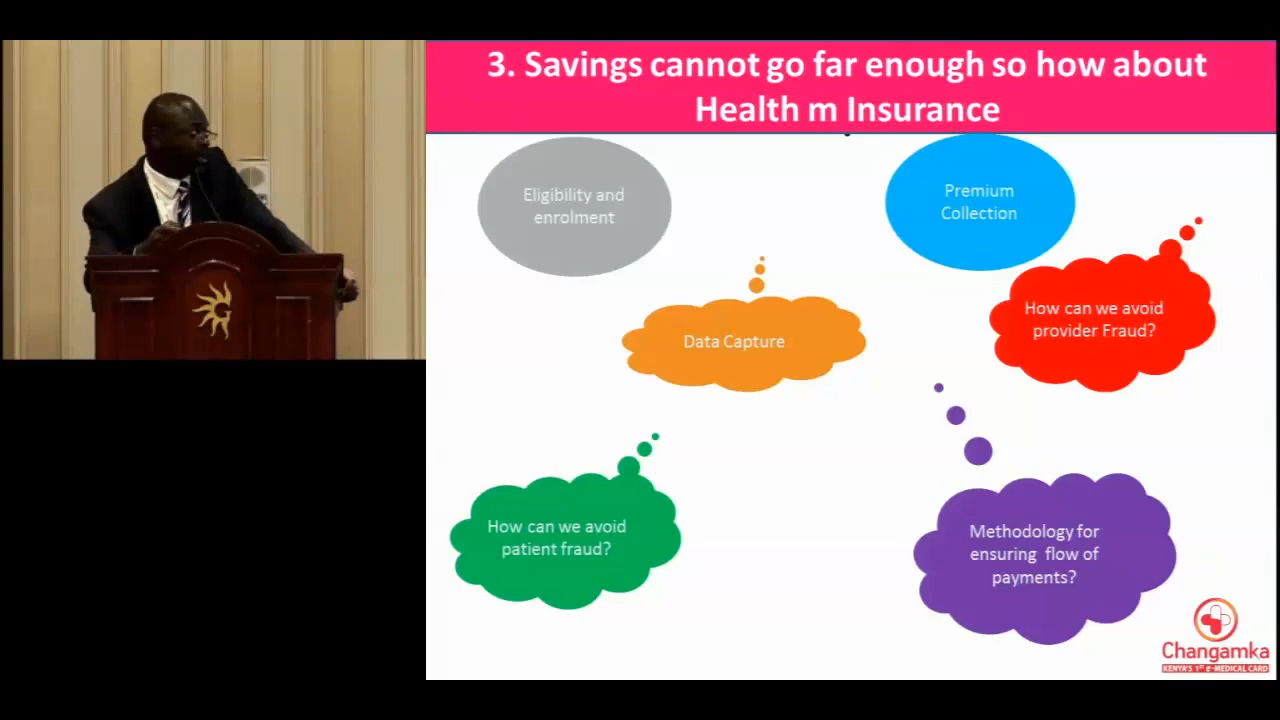 3. Savings cannot go far enough so how about
Health m Insurance
Eligibility and
enrolment
Premium
Collection
How can we avoid
provider Fraud?
Data Capture
How can we avoid
patient fraud?
Methodology for
ensuring flow of
payments?
Changamka
KENYA'S 1ST e-MEDICAL CARD